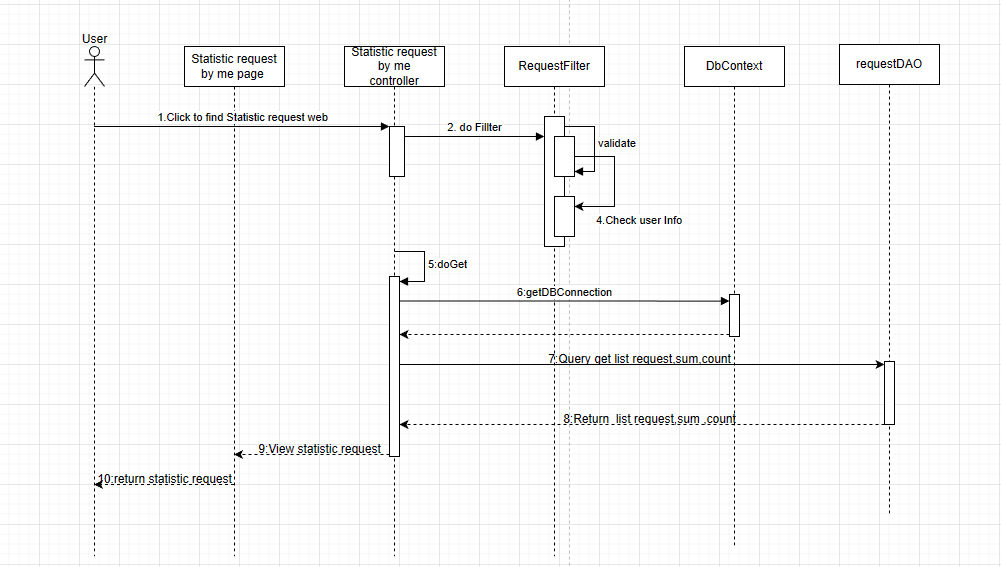 User
Statistic request
by me page
Statistic request
by me
controller
RequestFilter
DbContext
requestDAO
1.Click to find Statistic request web
2. do Fillter
validate
4.Check user Info
5:doGet
6:getDBConnection
7:Query get list request,sum,count
8:Return list request,sum ,count
9:View statistic request
10:return statistic request